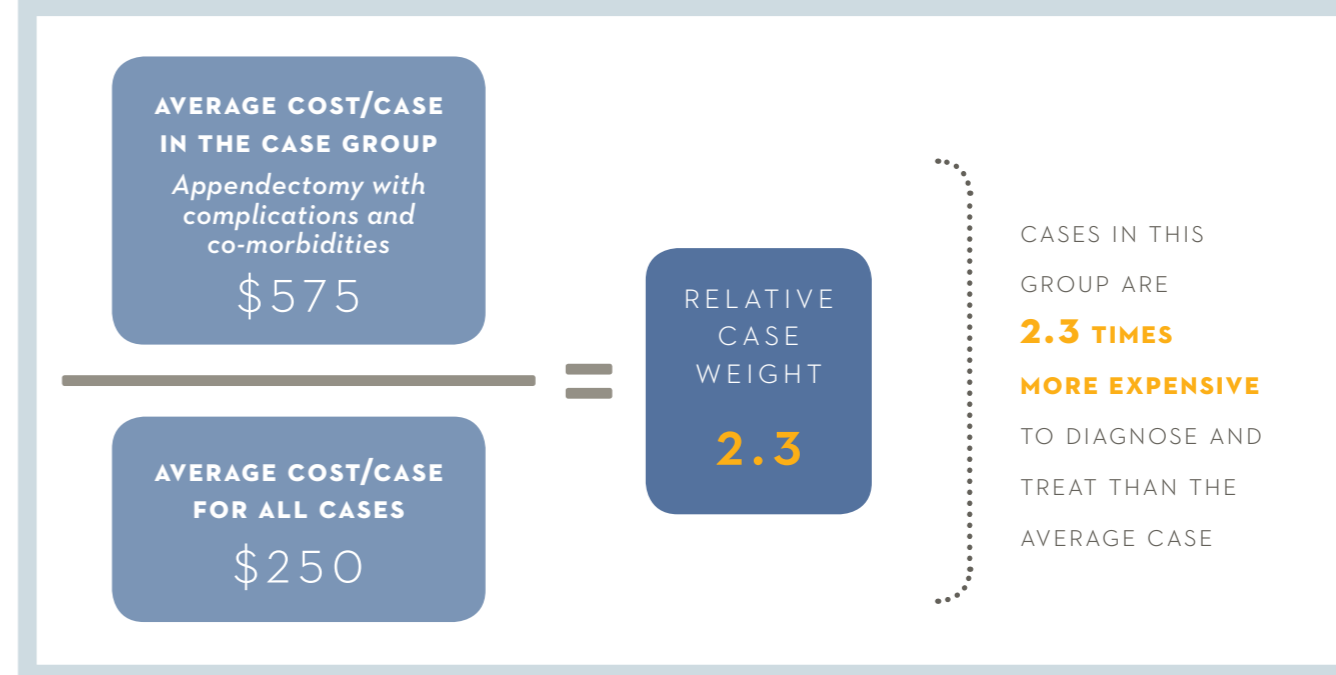 AVERAGE COST/CASE
IN THE CASE GROUP
Appendectomy with
complications and
co-morbidities
$575
AVERAGE COST/CASE
FOR ALL CASES
$250
=
RELATIVE
CASE
WEIGHT
2.3
CASES IN THIS
GROUP ARE
2.3 TIMES
MORE EXPENSIVE
TO DIAGNOSE AND
TREAT THAN THE
AVERAGE CASE